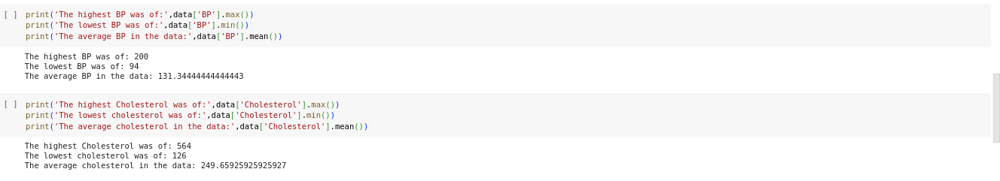 [ ] print('The highest BP was of:',data['BP'].max())
print('The lowest BP was of:',data['BP'].min())
print('The average BP in the data:',data['BP'].mean())
The highest BP was of: 200
The lowest BP was of: 94
The average BP in the data: 131.34444444444443
[ ] print('The highest Cholesterol was of:',data['Cholesterol'].max())
print('The lowest cholesterol was of:',data['Cholesterol'].min())
print('The average cholesterol in the data:',data['Cholesterol'].mean())
The highest Cholesterol was of: 564
The lowest cholesterol was of: 126
The average cholesterol in the data: 249.65925925925927